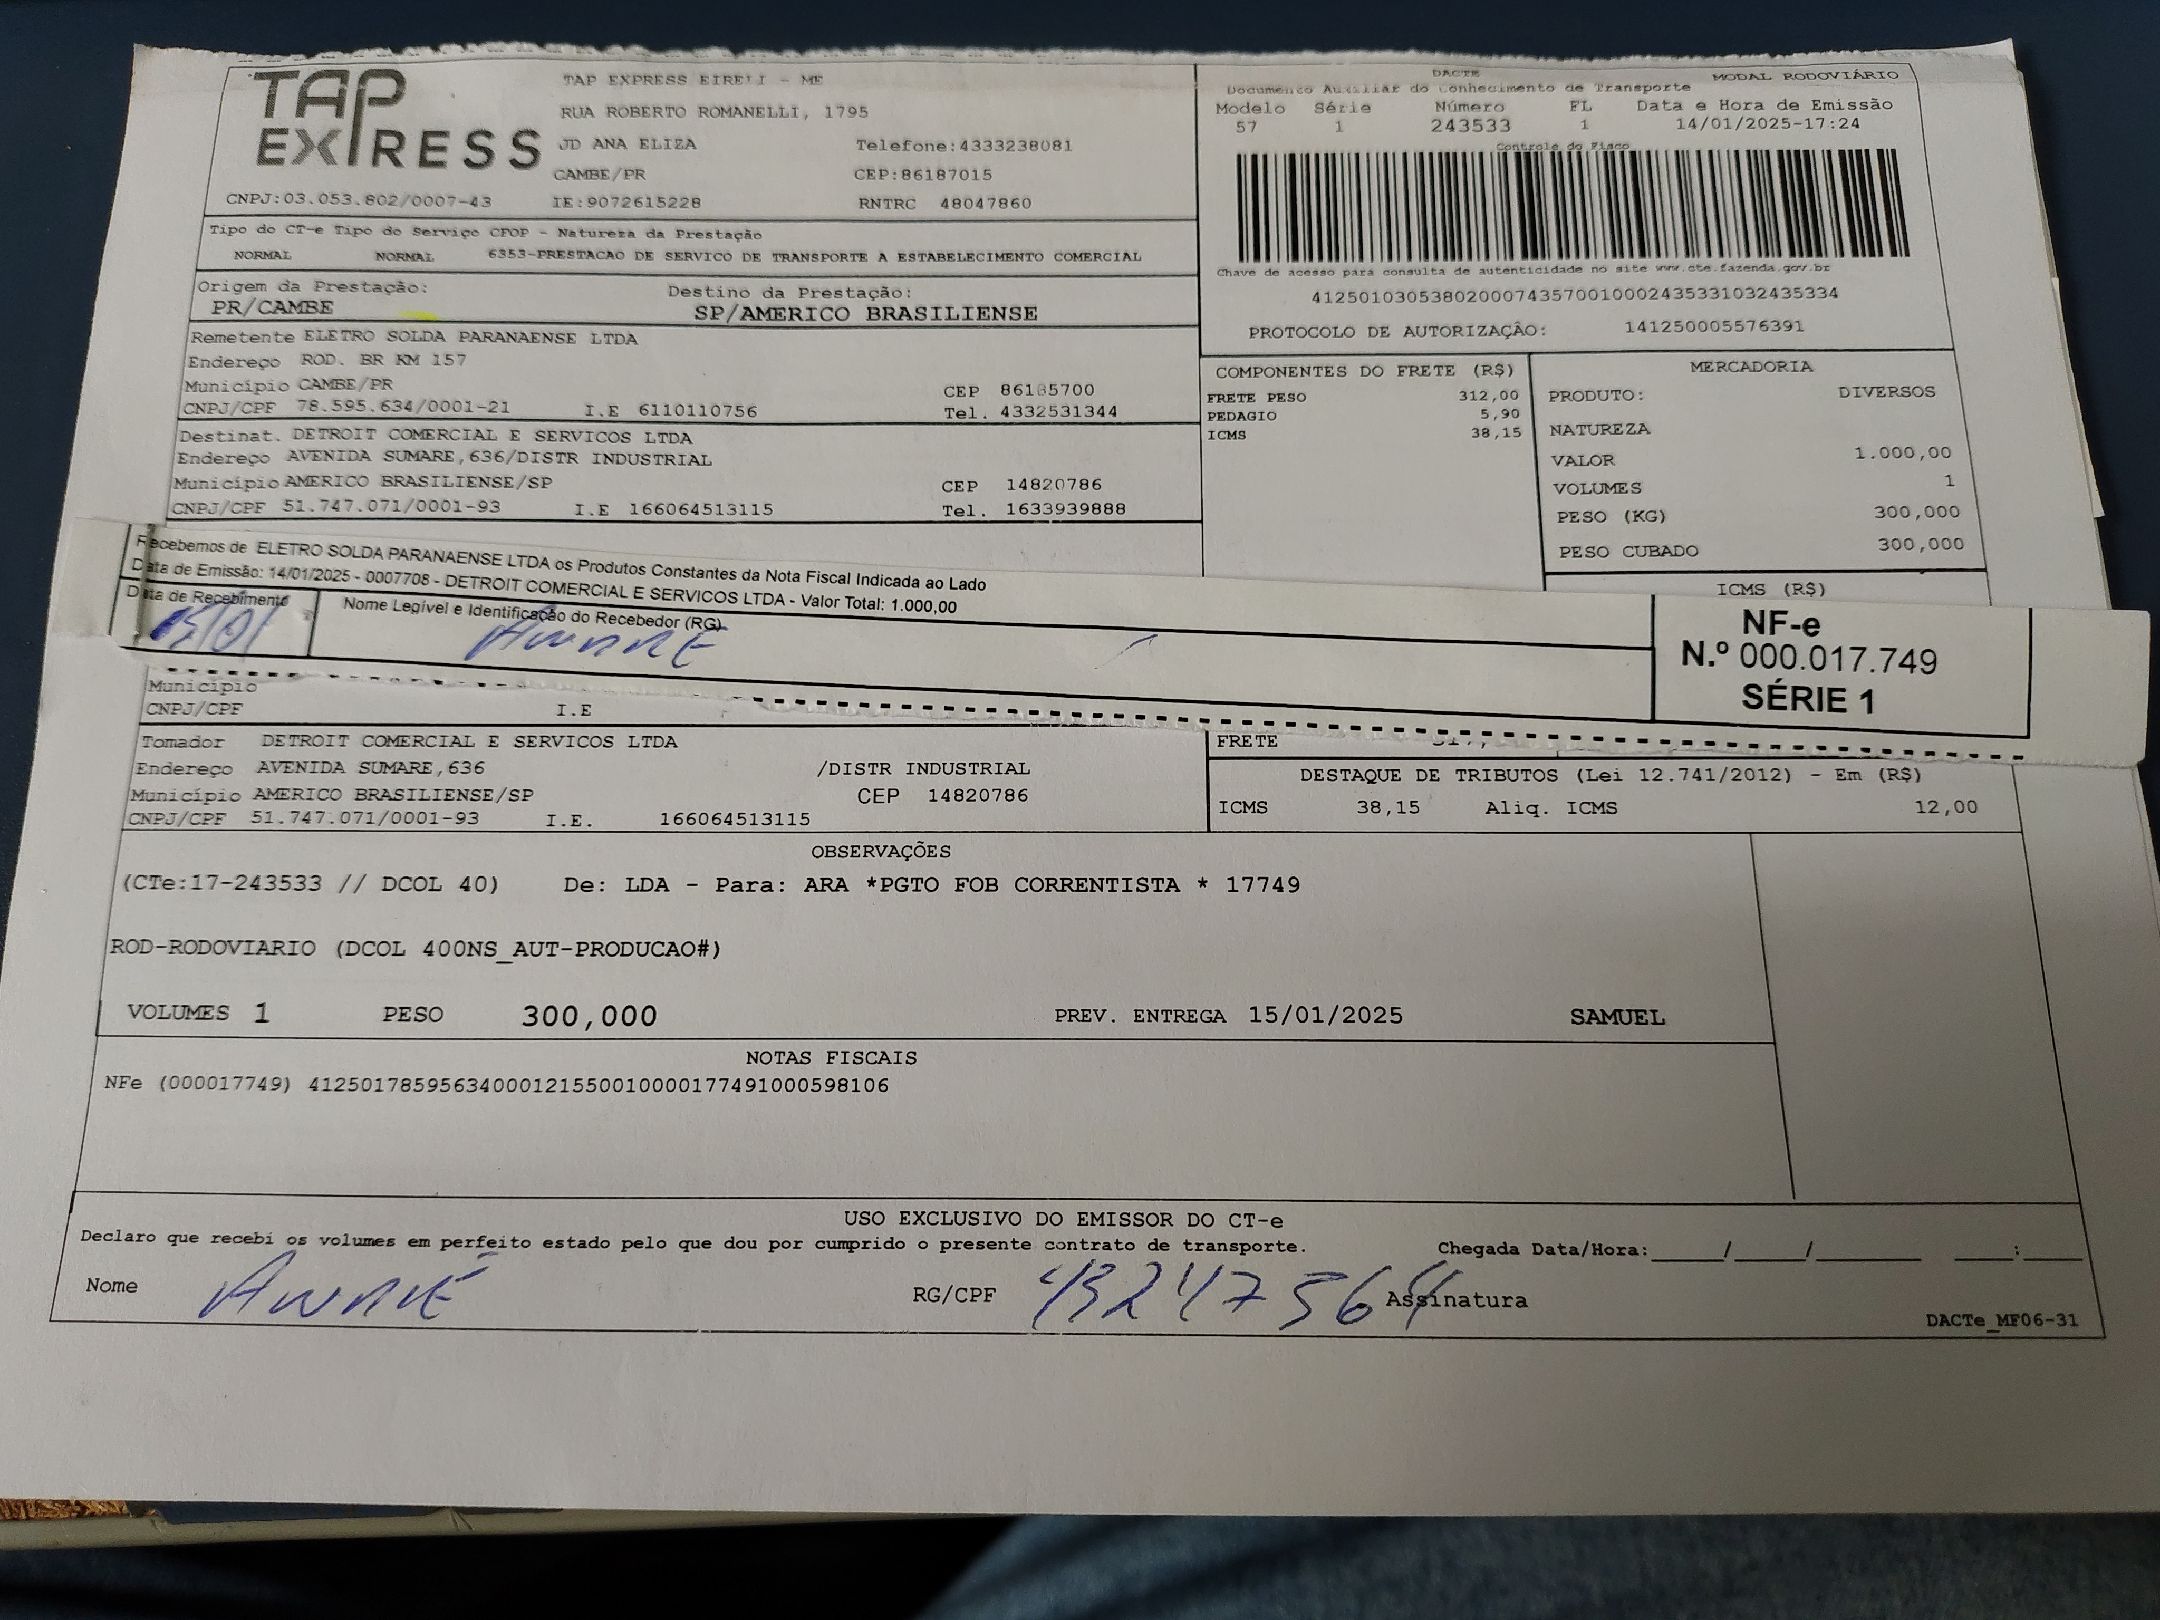 TAP EXPRESS
TAP EXPRESS EIRELI - ME
RUA ROBERTO ROMANELLI, 1795
JD ANA ELIZA Telefone:4333238081
CAMBE/PR CEP:86187015
CNPJ:03.053.802/0007-43 IE:9072615228 RNTRC 48047860
DACTE MODAL RODOVIÁRIO
Documento Auxiliar do Conhecimento de Transporte
Modelo Série Número FL Data e Hora de Emissão
57 1 243533 1 14/01/2025-17:24
Controle do Fisco
Chave de acesso para consulta de autenticidade no site www.cte.fazenda.gov.br
41250103053802000743570010002435331032435334
PROTOCOLO DE AUTORIZAÇÃO: 141250005576391
Tipo do CT-e Tipo do Serviço CFOP - Natureza da Prestação
NORMAL NORMAL 6353-PRESTACAO DE SERVICO DE TRANSPORTE A ESTABELECIMENTO COMERCIAL
Origem da Prestação: Destino da Prestação:
PR/CAMBE SP/AMERICO BRASILIENSE
Remetente ELETRO SOLDA PARANAENSE LTDA
Endereço ROD. BR KM 157
Município CAMBE/PR CEP 86185700
CNPJ/CPF 78.595.634/0001-21 I.E 6110110756 Tel. 4332531344
Destinat. DETROIT COMERCIAL E SERVICOS LTDA
Endereço AVENIDA SUMARE,636/DISTR INDUSTRIAL
Município AMERICO BRASILIENSE/SP CEP 14820786
CNPJ/CPF 51.747.071/0001-93 I.E 166064513115 Tel. 1633939888
COMPONENTES DO FRETE (R$)
FRETE PESO 312,00
PEDAGIO 5,90
ICMS 38,15
MERCADORIA
PRODUTO: DIVERSOS
NATUREZA
VALOR 1.000,00
VOLUMES 1
PESO (KG) 300,000
PESO CUBADO 300,000
ICMS (R$)
Recebemos de ELETRO SOLDA PARANAENSE LTDA os Produtos Constantes da Nota Fiscal Indicada ao Lado
Data de Emissão: 14/01/2025 - 0007708 - DETROIT COMERCIAL E SERVICOS LTDA - Valor Total: 1.000,00
Data de Recebimento Nome Legível e Identificação do Recebedor (RG)
15/01 ANDRÉ
NF-e
N.º 000.017.749
SÉRIE 1
Município
CNPJ/CPF I.E
Tomador DETROIT COMERCIAL E SERVICOS LTDA
Endereço AVENIDA SUMARE,636 /DISTR INDUSTRIAL
Município AMERICO BRASILIENSE/SP CEP 14820786
CNPJ/CPF 51.747.071/0001-93 I.E. 166064513115
FRETE
DESTAQUE DE TRIBUTOS (Lei 12.741/2012) - Em (R$)
ICMS 38,15 Aliq. ICMS 12,00
OBSERVAÇÕES
(CTe:17-243533 // DCOL 40) De: LDA - Para: ARA *PGTO FOB CORRENTISTA * 17749
ROD-RODOVIARIO (DCOL 400NS_AUT-PRODUCAO#)
VOLUMES 1 PESO 300,000 PREV. ENTREGA 15/01/2025 SAMUEL
NOTAS FISCAIS
NFe (000017749) 41250178595634000121550010000177491000598106
USO EXCLUSIVO DO EMISSOR DO CT-e
Declaro que recebi os volumes em perfeito estado pelo que dou por cumprido o presente contrato de transporte. Chegada Data/Hora:____/____/______ ___:___
Nome ANDRÉ RG/CPF Assinatura
DACTe_MF06-31